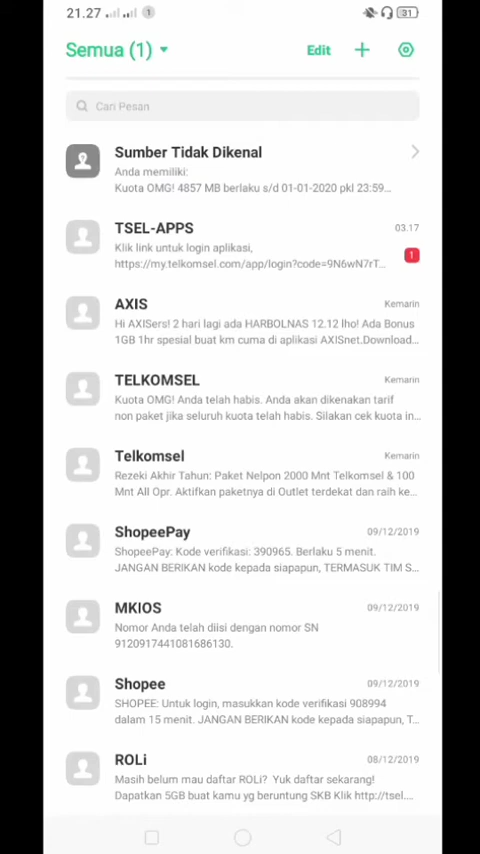 21.27
1
31
Semua (1)
Edit
Cari Pesan
Sumber Tidak Dikenal
Anda memiliki:
Kuota OMG! 4857 MB berlaku s/d 01-01-2020 pkl 23:59...
TSEL-APPS
03.17
Klik link untuk login aplikasi,
https://my.telkomsel.com/app/login?code=9N6wN7rT...
1
AXIS
Kemarin
Hi AXISers! 2 hari lagi ada HARBOLNAS 12.12 lho! Ada Bonus
1GB 1hr spesial buat km cuma di aplikasi AXISnet.Download...
TELKOMSEL
Kemarin
Kuota OMG! Anda telah habis. Anda akan dikenakan tarif
non paket jika seluruh kuota telah habis. Silakan cek kuota in...
Telkomsel
Kemarin
Rezeki Akhir Tahun: Paket Nelpon 2000 Mnt Telkomsel & 100
Mnt All Opr. Aktifkan paketnya di Outlet terdekat dan raih ke...
ShopeePay
09/12/2019
ShopeePay: Kode verifikasi: 390965. Berlaku 5 menit.
JANGAN BERIKAN kode kepada siapapun, TERMASUK TIM S...
MKIOS
09/12/2019
Nomor Anda telah diisi dengan nomor SN
9120917441081686130.
Shopee
09/12/2019
SHOPEE: Untuk login, masukkan kode verifikasi 908994
dalam 15 menit. JANGAN BERIKAN kode kepada siapapun, T...
ROLi
08/12/2019
Masih belum mau daftar ROLi? Yuk daftar sekarang!
Dapatkan 5GB buat kamu yg beruntung SKB Klik http://tsel....